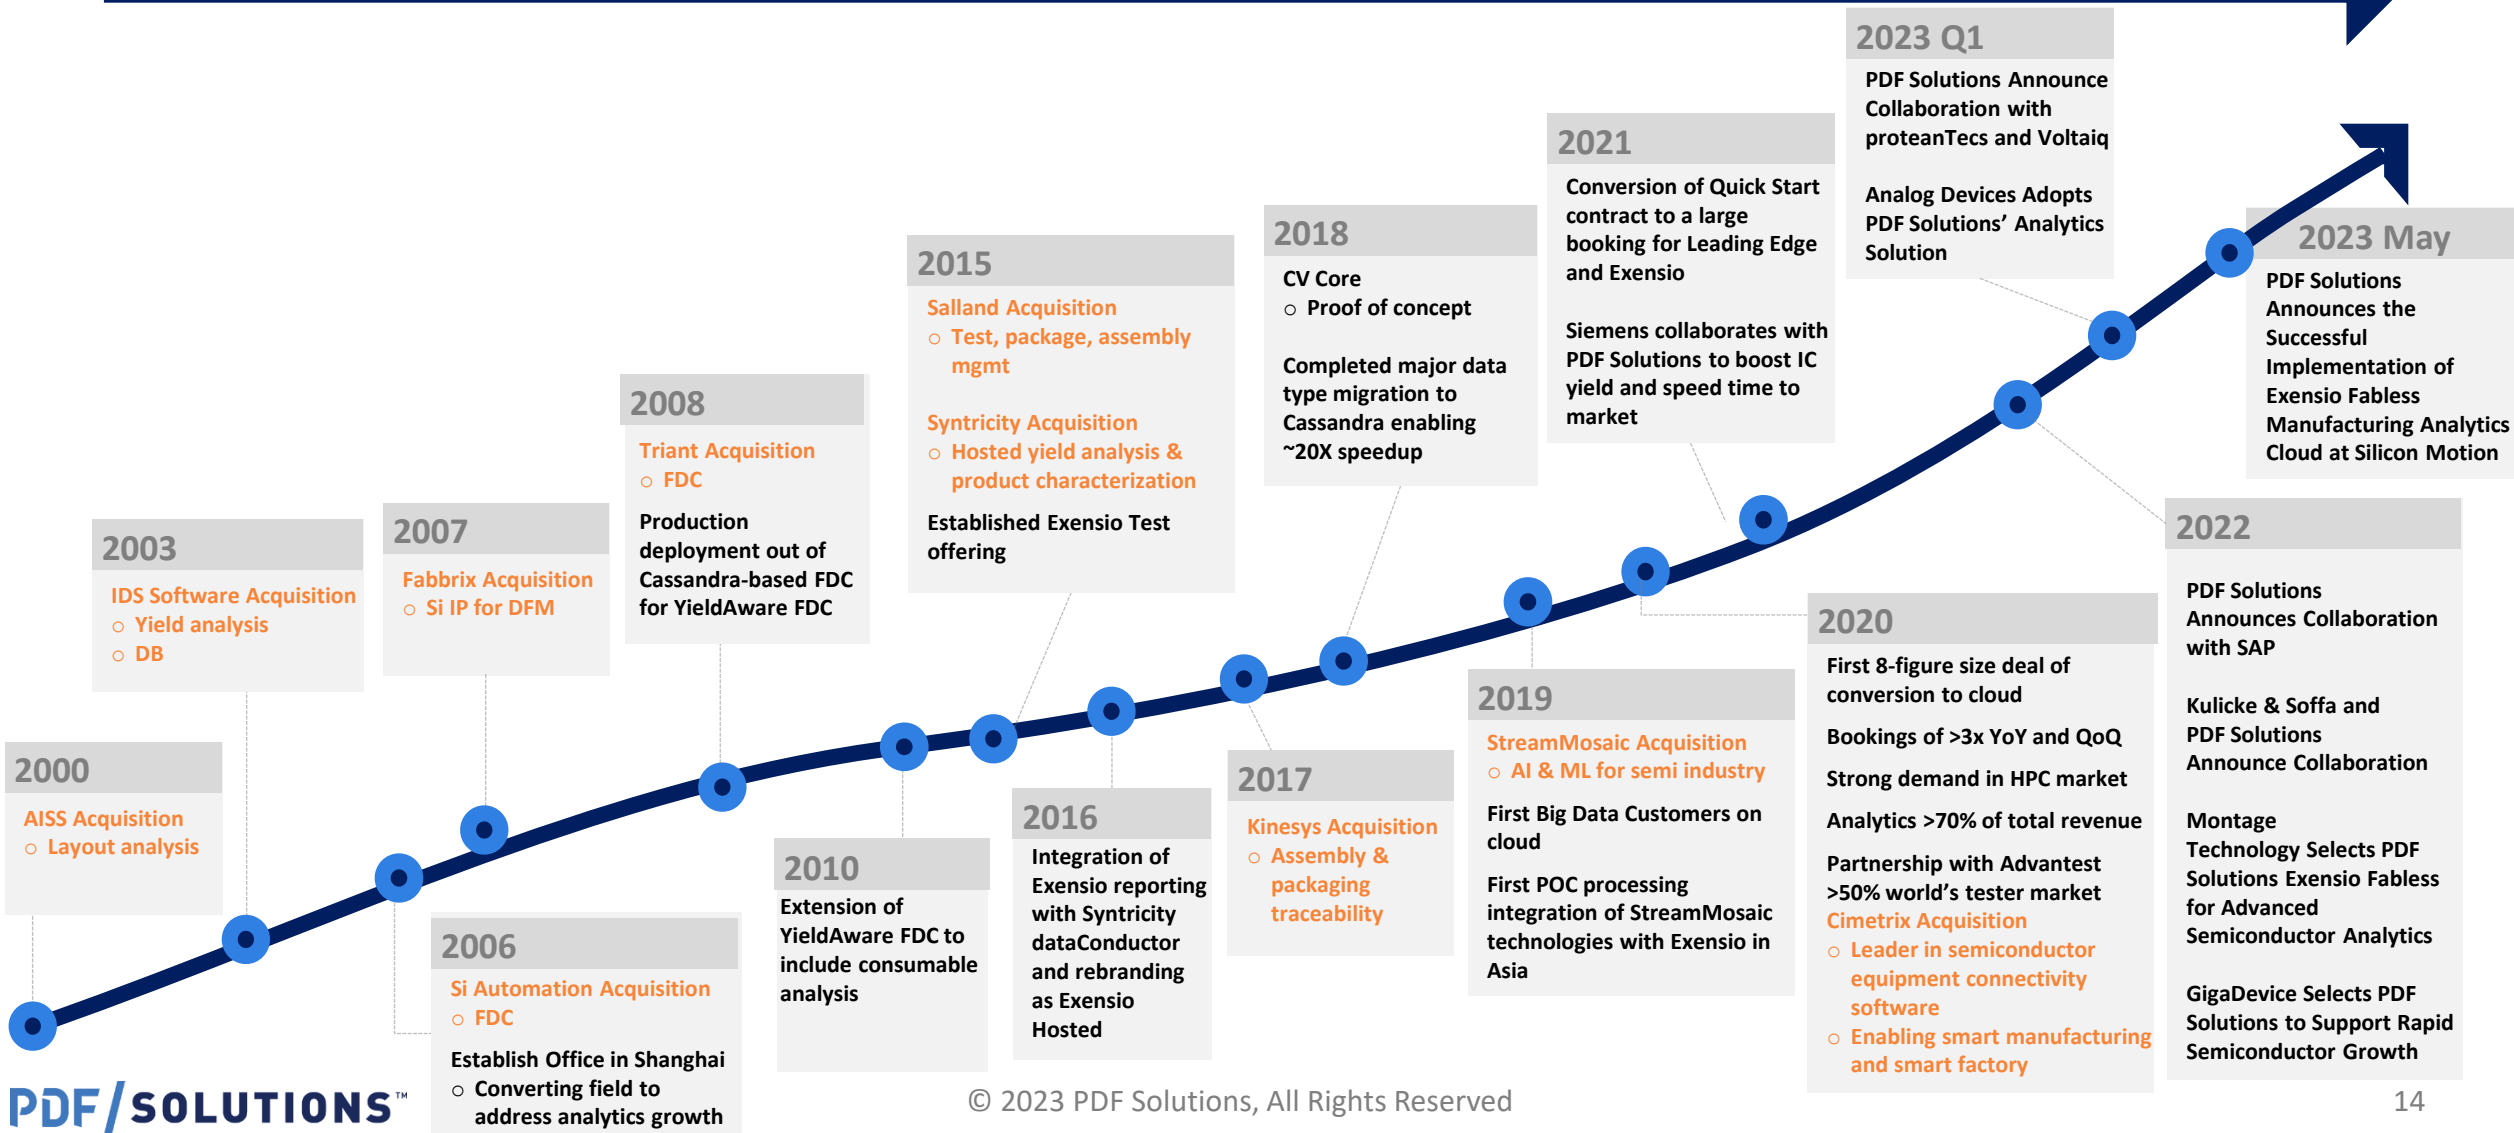 2000
AISS Acquisition
o Layout analysis
2003
IDS Software Acquisition
o Yield analysis
o DB
2006
Si Automation Acquisition
o FDC
Establish Office in Shanghai
o Converting field to
address analytics growth
2007
Fabbrix Acquisition
o Si IP for DFM
2008
Triant Acquisition
o FDC
Production
deployment out of
Cassandra-based FDC
for YieldAware FDC
2010
Extension of
YieldAware FDC to
include consumable
analysis
2015
Salland Acquisition
o Test, package, assembly
mgmt
Syntricity Acquisition
o Hosted yield analysis &
product characterization
Established Exensio Test
offering
2016
Integration of
Exensio reporting
with Syntricity
dataConductor
and rebranding
as Exensio
Hosted
2017
Kinesys Acquisition
o Assembly &
packaging
traceability
2018
CV Core
o Proof of concept
Completed major data
type migration to
Cassandra enabling
~20X speedup
2019
StreamMosaic Acquisition
o AI & ML for semi industry
First Big Data Customers on
cloud
First POC processing
integration of StreamMosaic
technologies with Exensio in
Asia
2020
First 8-figure size deal of
conversion to cloud
Bookings of >3x YoY and QoQ
Strong demand in HPC market
Analytics >70% of total revenue
Partnership with Advantest
>50% world's tester market
Cimetrix Acquisition
o Leader in semiconductor
equipment connectivity
software
o Enabling smart manufacturing
and smart factory
2021
Conversion of Quick Start
contract to a large
booking for Leading Edge
and Exensio
Siemens collaborates with
PDF Solutions to boost IC
yield and speed time to
market
2022
PDF Solutions
Announces Collaboration
with SAP
Kulicke & Soffa and
PDF Solutions
Announce Collaboration
Montage
Technology Selects PDF
Solutions Exensio Fabless
for Advanced
Semiconductor Analytics
GigaDevice Selects PDF
Solutions to Support Rapid
Semiconductor Growth
2023 Q1
PDF Solutions Announce
Collaboration with
proteanTecs and Voltaiq
Analog Devices Adopts
PDF Solutions' Analytics
Solution
2023 May
PDF Solutions
Announces the
Successful
Implementation of
Exensio Fabless
Manufacturing Analytics
Cloud at Silicon Motion
PDF/SOLUTIONS™
© 2023 PDF Solutions, All Rights Reserved
14